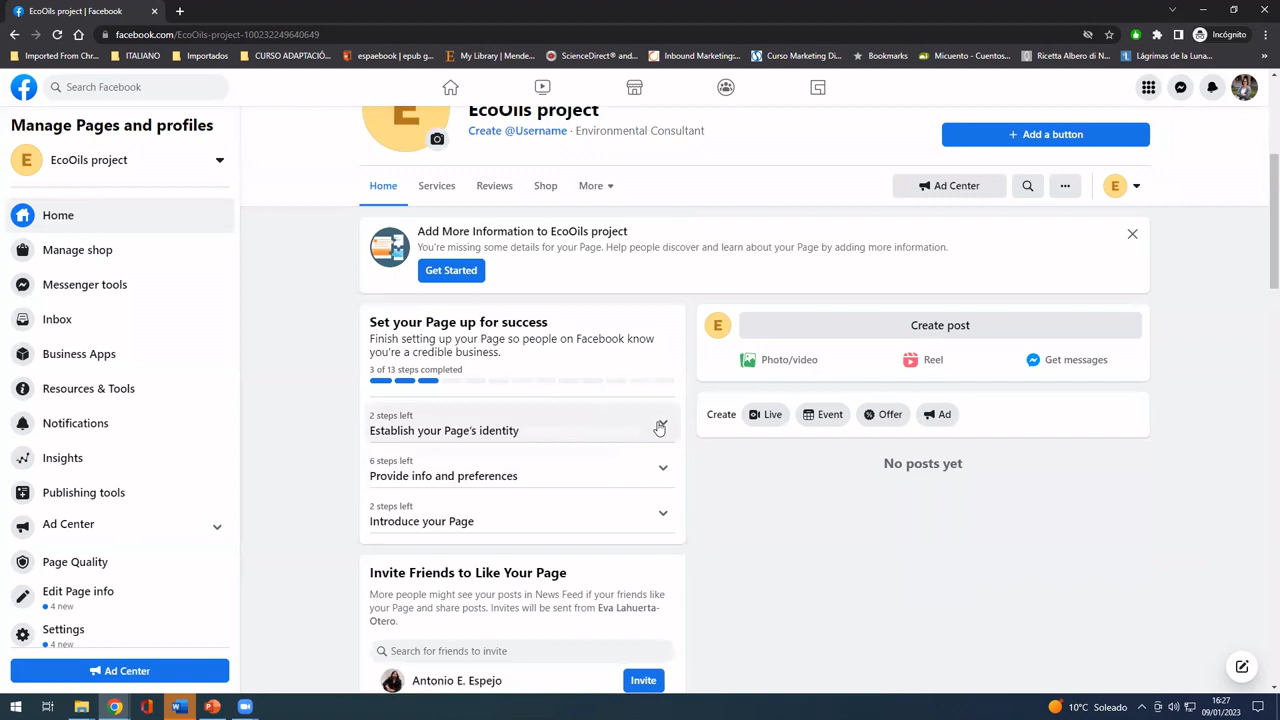 EcoOils project | Facebook
facebook.com/EcoOils-project-100232249640649
Incógnito
Imported From Chro...
ITALIANO
Importados
CURSO ADAPTACIÓ...
espaebook | epub g...
My Library | Mende...
ScienceDirect® and...
Inbound Marketing:...
Curso Marketing Di...
Bookmarks
Micuento - Cuentos...
Ricetta Albero di Ro...
Lágrimas de la Luna...
Search Facebook
Manage Pages and profiles
E
EcoOils project
Home
Manage shop
Messenger tools
Inbox
Business Apps
Resources & Tools
Notifications
Insights
Publishing tools
Ad Center
Page Quality
Edit Page info
4 new
Settings
4 new
Ad Center
E
EcoOils project
Create @Username · Environmental Consultant
+ Add a button
Home
Services
Reviews
Shop
More
Ad Center
E
Add More Information to EcoOils project
You're missing some details for your Page. Help people discover and learn about your Page by adding more information.
Get Started
Set your Page up for success
Finish setting up your Page so people on Facebook know
you're a credible business.
3 of 13 steps completed
2 steps left
Establish your Page's identity
6 steps left
Provide info and preferences
2 steps left
Introduce your Page
Invite Friends to Like Your Page
More people might see your posts in News Feed if your friends like
your Page and share posts. Invites will be sent from Eva Lahuerta-
Otero.
Search for friends to invite
Antonio E. Espejo
Invite
E
Create post
Photo/video
Reel
Get messages
Create
Live
Event
Offer
Ad
No posts yet
10°C Soleado
16:27
09/01/2023